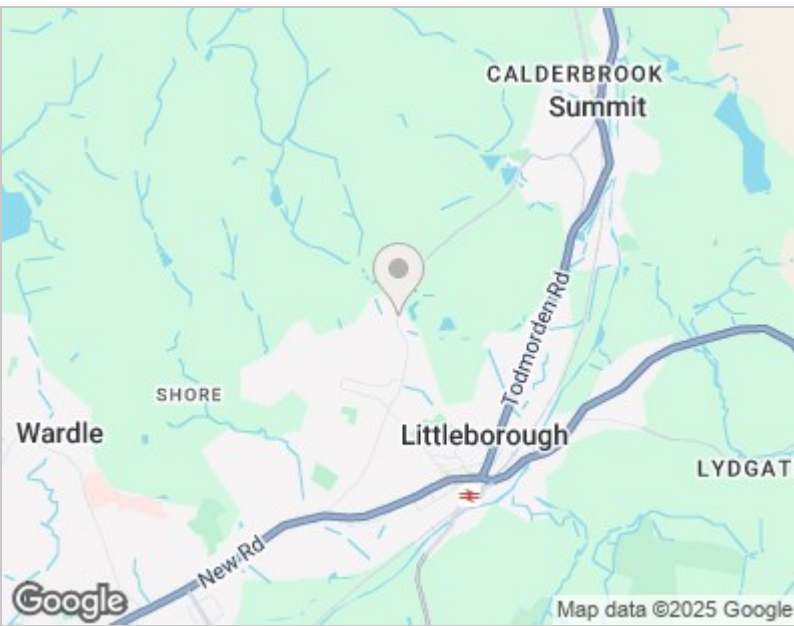 CALDERBROOK
Summit
Todmorden Rd
SHORE
Wardle
Littleborough
LYDGAT
New Rd
Google
Map data ©2025 Google